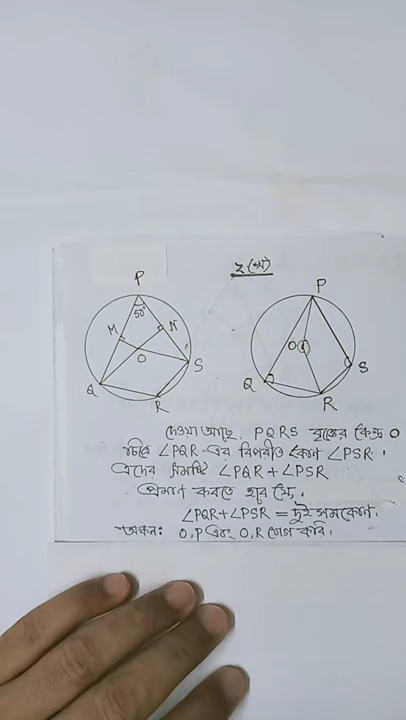 ২(খ)
P
50°
M
N
O
S
Q
R
P
O
S
Q
R
দেওয়া আছে, PQRS বৃত্তের কেন্দ্র O
চিত্রে ∠PQR-এর বিপরীত কোণ ∠PSR ।
এদের সমষ্টি ∠PQR + ∠PSR
প্রমাণ করতে হবে যে,
∠PQR + ∠PSR = দুই সমকোণ.
অঙ্কন: O,P এবং O,R যোগ করি।